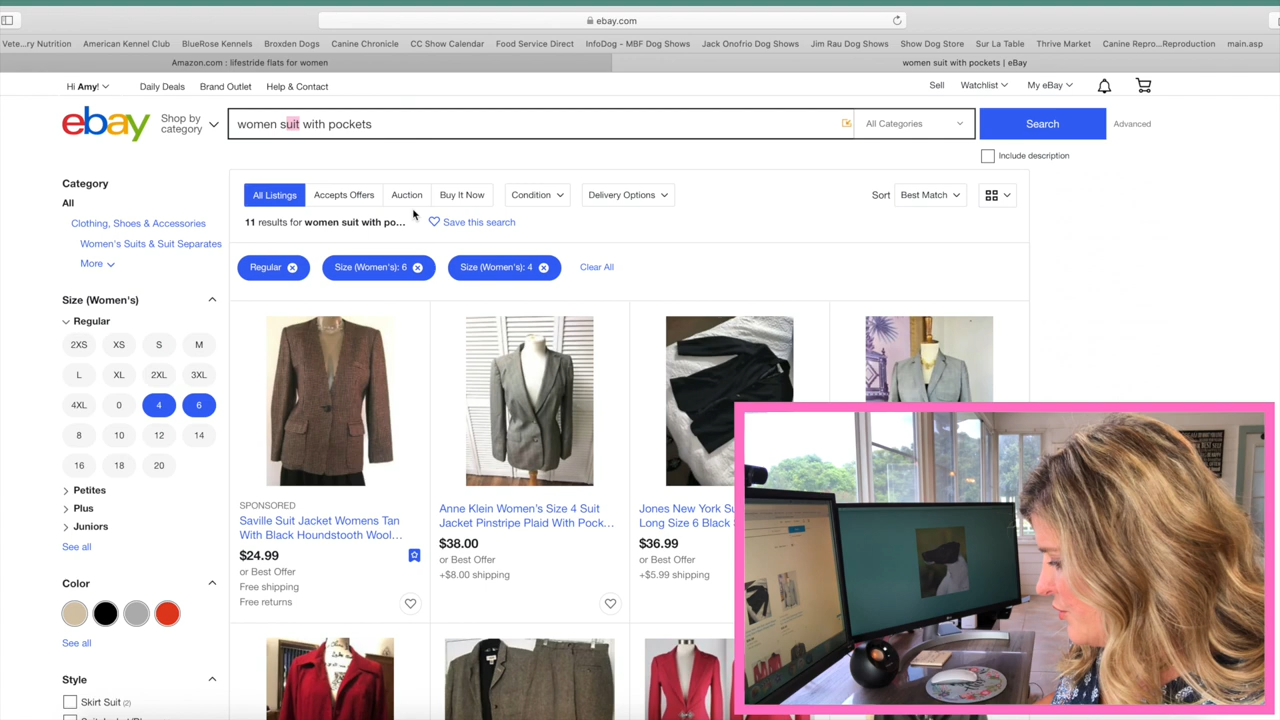 ebay.com
Vete...ry Nutrition American Kennel Club BlueRose Kennels Broxden Dogs Canine Chronicle CC Show Calendar Food Service Direct InfoDog - MBF Dog Shows Jack Onofrio Dog Shows Jim Rau Dog Shows Show Dog Store Sur La Table Thrive Market Canine Repro...Reproduction main.asp
Amazon.com : lifestride flats for women women suit with pockets | eBay
Hi Amy! Daily Deals Brand Outlet Help & Contact Sell Watchlist My eBay
ebay Shop by category women suit with pockets All Categories Search Advanced
Include description
Category
All
Clothing, Shoes & Accessories
Women's Suits & Suit Separates
More
Size (Women's)
Regular
2XS XS S M
L XL 2XL 3XL
4XL 0 4 6
8 10 12 14
16 18 20
Petites
Plus
Juniors
See all
Color
See all
Style
Skirt Suit (2)
All Listings Accepts Offers Auction Buy It Now Condition Delivery Options Sort Best Match
11 results for women suit with po... Save this search
Regular Size (Women's): 6 Size (Women's): 4 Clear All
SPONSORED
Saville Suit Jacket Womens Tan
With Black Houndstooth Wool...
$24.99
or Best Offer
Free shipping
Free returns
Anne Klein Women's Size 4 Suit
Jacket Pinstripe Plaid With Pock...
$38.00
or Best Offer
+$8.00 shipping
Jones New York Su
Long Size 6 Black
$36.99
or Best Offer
+$5.99 shipping